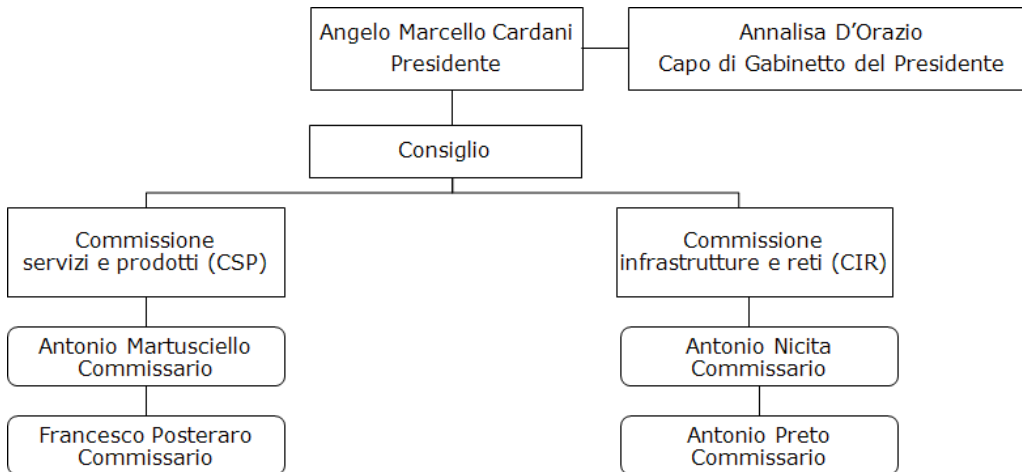 Angelo Marcello Cardani
Presidente
Annalisa D'Orazio
Capo di Gabinetto del Presidente
Consiglio
Commissione
servizi e prodotti (CSP)
Commissione
infrastrutture e reti (CIR)
Antonio Martusciello
Commissario
Antonio Nicita
Commissario
Francesco Posteraro
Commissario
Antonio Preto
Commissario